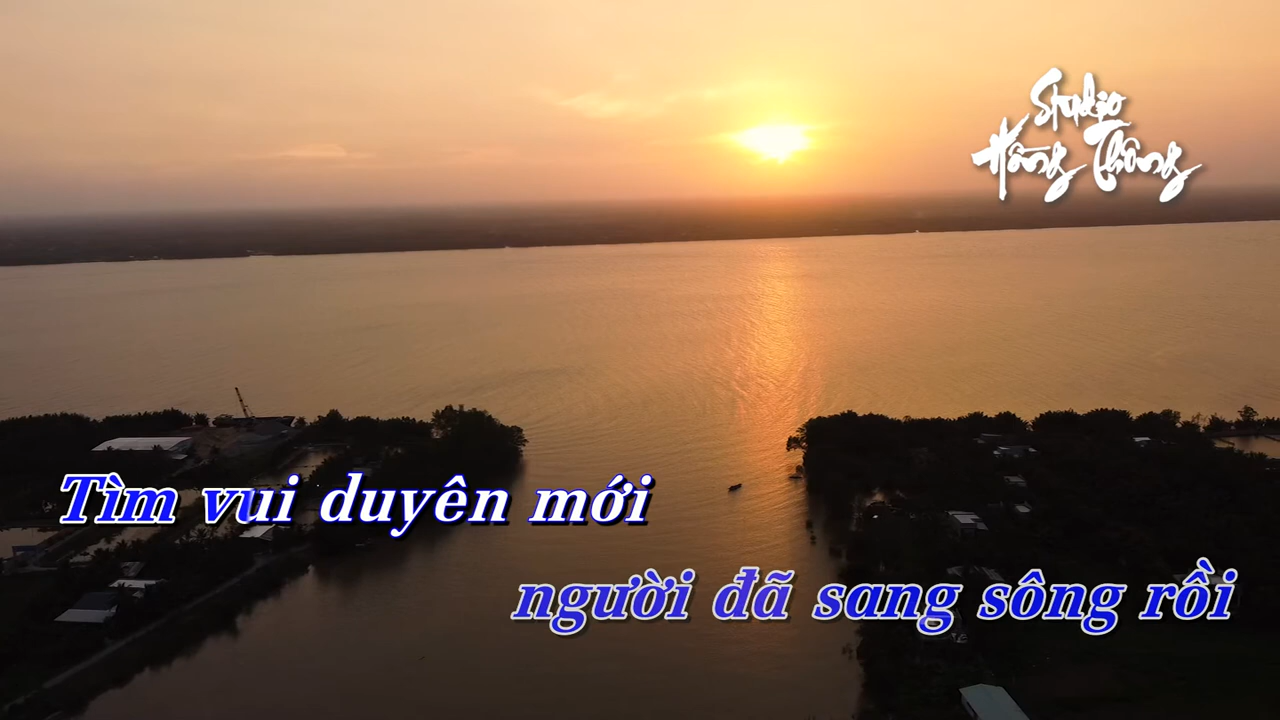 Studio
Hồng Thông
Tìm vui duyên mới
người đã sang sông rồi